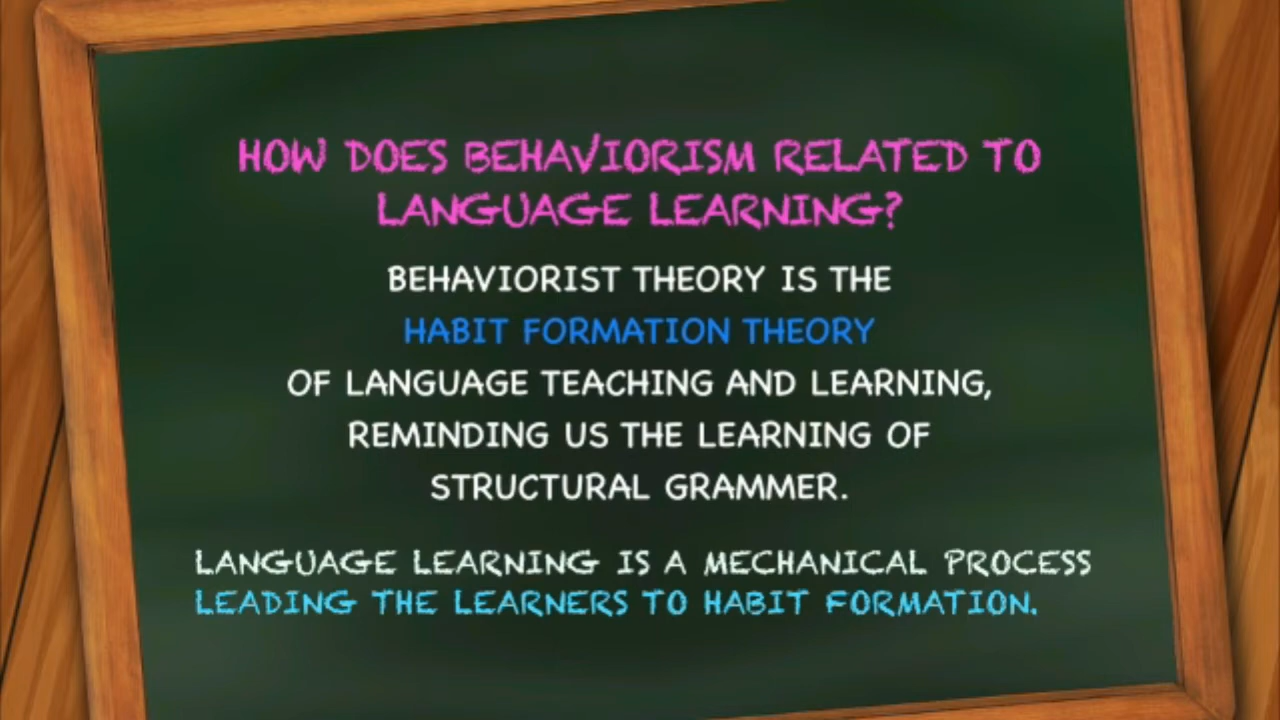 HOW DOES BEHAVIORISM RELATED TO
LANGUAGE LEARNING?
BEHAVIORIST THEORY IS THE
HABIT FORMATION THEORY
OF LANGUAGE TEACHING AND LEARNING,
REMINDING US THE LEARNING OF
STRUCTURAL GRAMMER.
LANGUAGE LEARNING IS A MECHANICAL PROCESS
LEADING THE LEARNERS TO HABIT FORMATION.